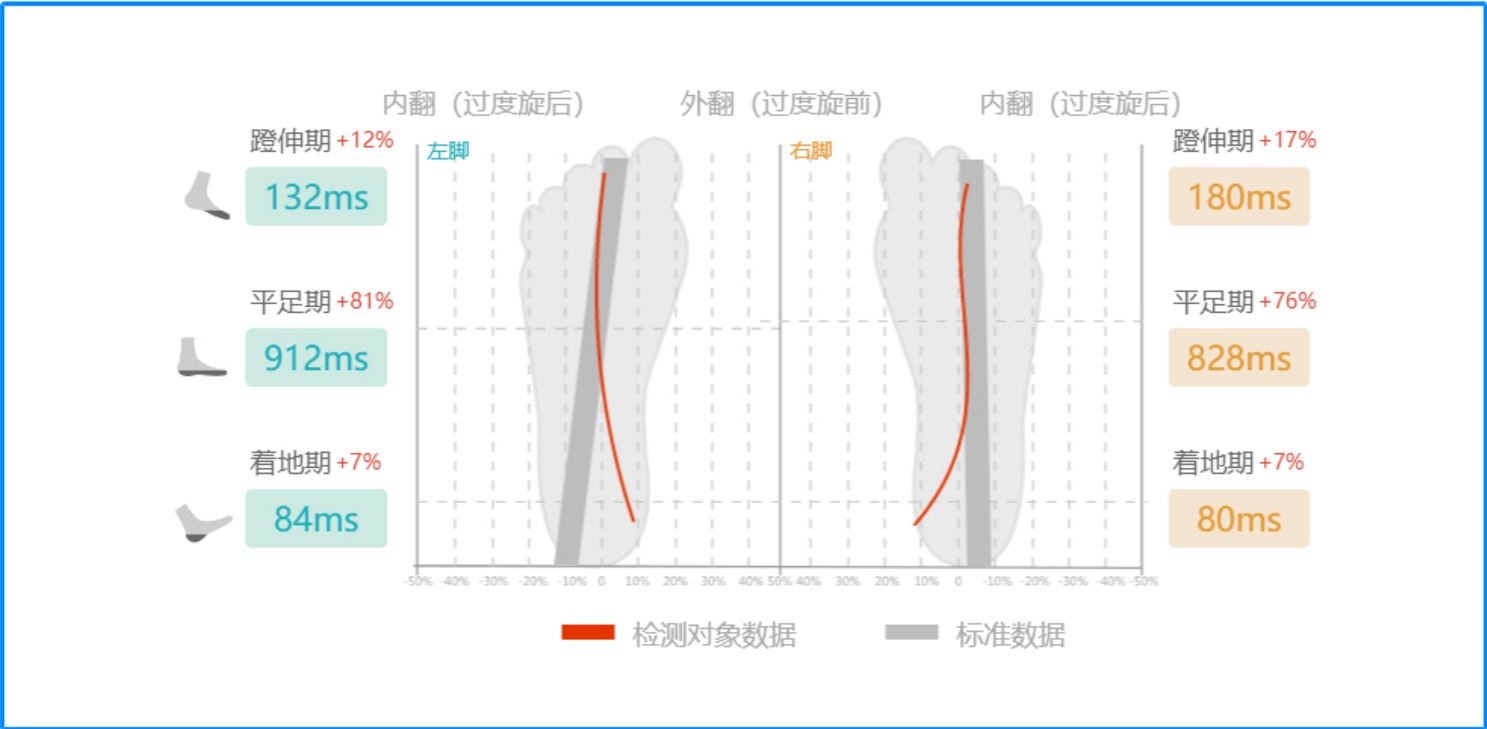 内翻（过度旋后） 外翻（过度旋前） 内翻（过度旋后）
蹬伸期 +12%
132ms
平足期 +81%
912ms
着地期 +7%
84ms
左脚
右脚
蹬伸期 +17%
180ms
平足期 +76%
828ms
着地期 +7%
80ms
-50% -40% -30% -20% -10% 0 10% 20% 30% 40% 50% 40% 30% 20% 10% 0 -10% -20% -30% -40% -50%
检测对象数据 标准数据